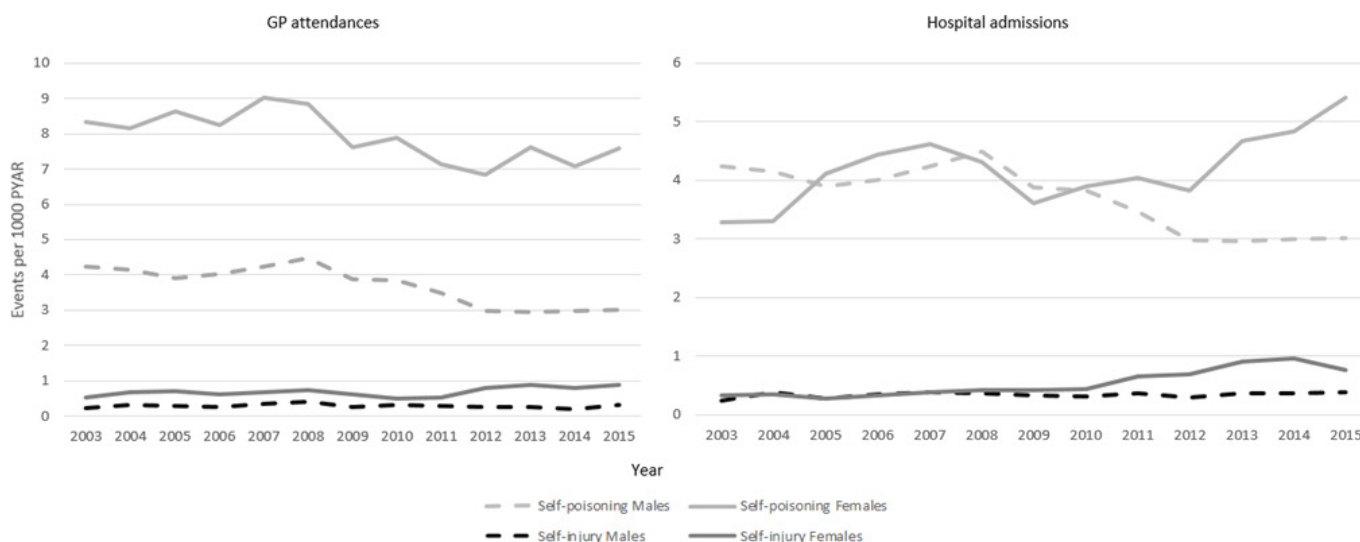 GP attendances
Hospital admissions
Events per 1000 PYAR
10
9
8
7
6
5
4
3
2
1
0
2003 2004 2005 2006 2007 2008 2009 2010 2011 2012 2013 2014 2015
6
5
4
3
2
1
0
2003 2004 2005 2006 2007 2008 2009 2010 2011 2012 2013 2014 2015
Year
Self-poisoning Males Self-poisoning Females
Self-injury Males Self-injury Females